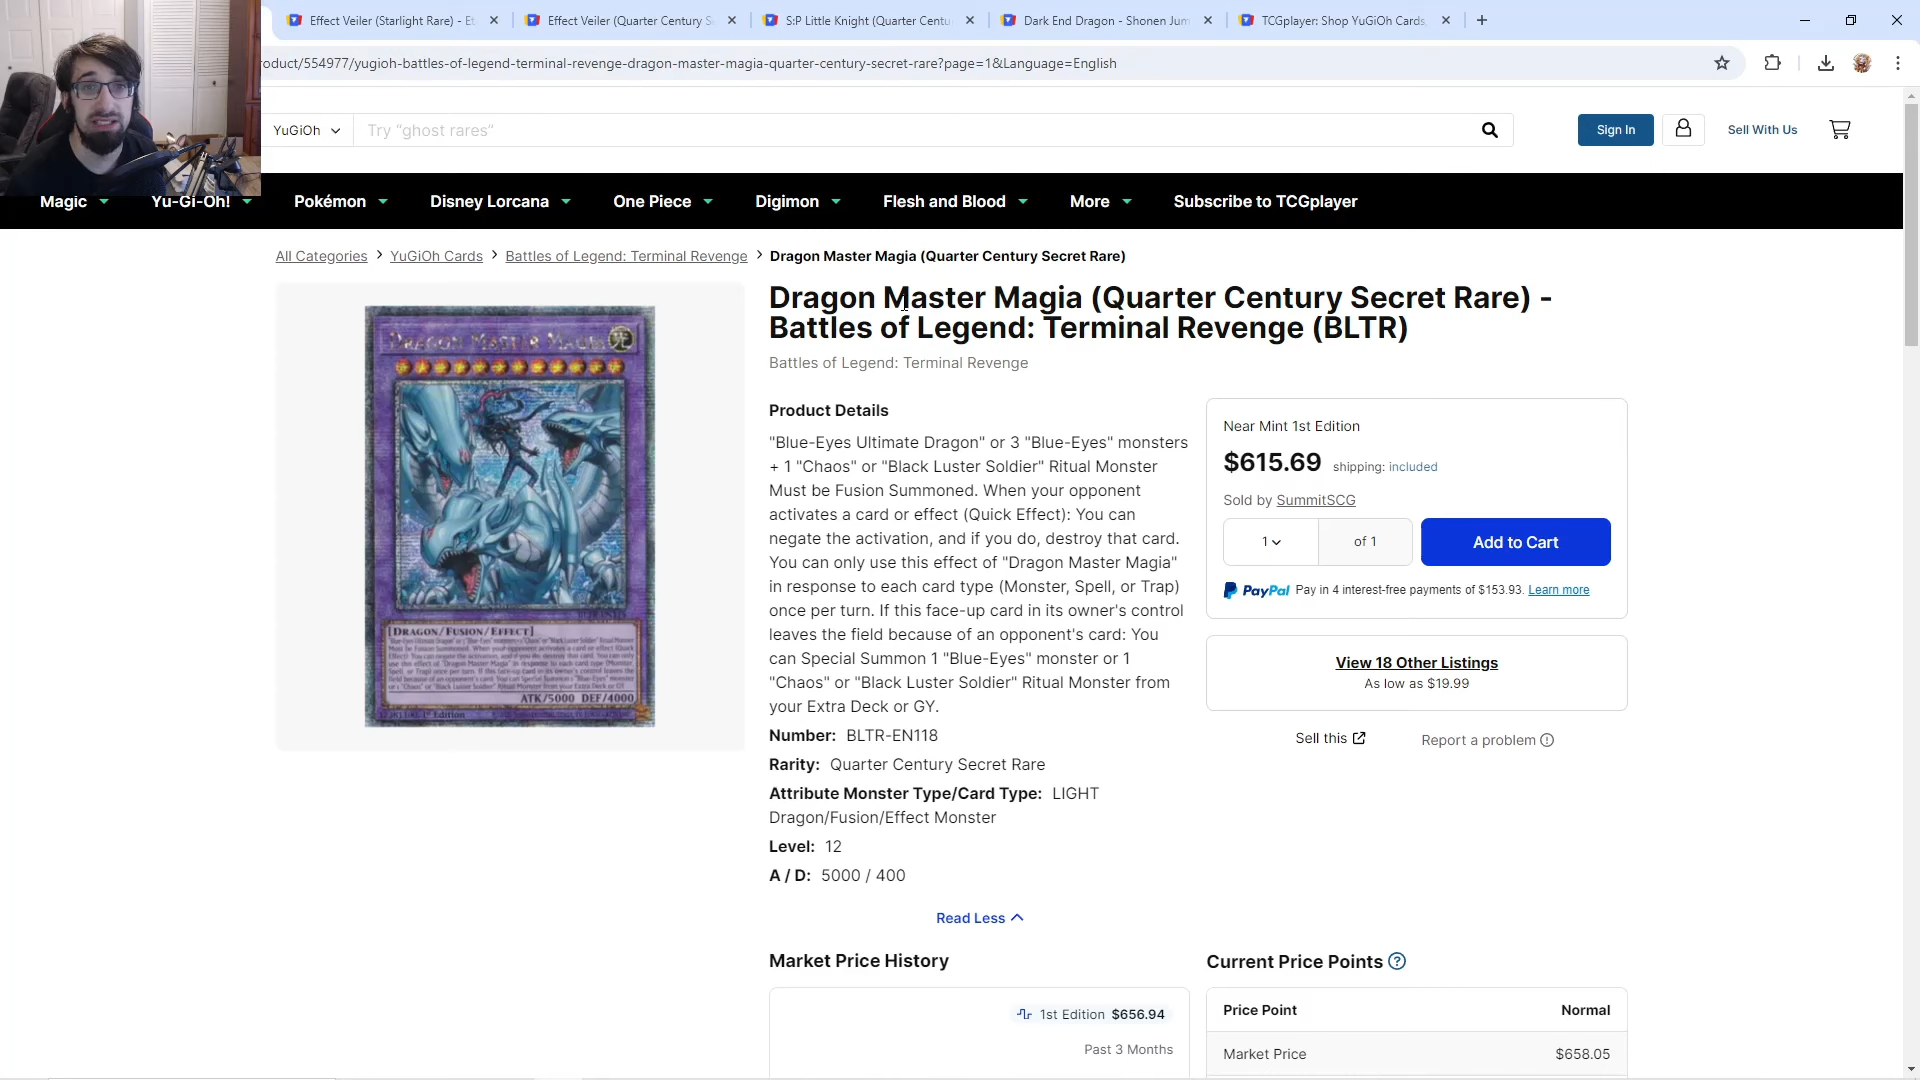 Effect Veiler (Starlight Rare) - Et
Effect Veiler (Quarter Century S
S:P Little Knight (Quarter Centu
Dark End Dragon - Shonen Jum
TCGplayer: Shop YuGiOh Cards,
oduct/554977/yugioh-battles-of-legend-terminal-revenge-dragon-master-magia-quarter-century-secret-rare?page=1&Language=English
YuGiOh
Try "ghost rares"
Sign In
Sell With Us
Magic
Yu-Gi-Oh!
Pokémon
Disney Lorcana
One Piece
Digimon
Flesh and Blood
More
Subscribe to TCGplayer
All Categories > YuGiOh Cards > Battles of Legend: Terminal Revenge > Dragon Master Magia (Quarter Century Secret Rare)
Dragon Master Magia (Quarter Century Secret Rare) -
Battles of Legend: Terminal Revenge (BLTR)
Battles of Legend: Terminal Revenge
DRAGON MASTER MAGIA
光
[DRAGON/FUSION/EFFECT]
ATK/5000 DEF/4000
1st Edition
Product Details
"Blue-Eyes Ultimate Dragon" or 3 "Blue-Eyes" monsters
+ 1 "Chaos" or "Black Luster Soldier" Ritual Monster
Must be Fusion Summoned. When your opponent
activates a card or effect (Quick Effect): You can
negate the activation, and if you do, destroy that card.
You can only use this effect of "Dragon Master Magia"
in response to each card type (Monster, Spell, or Trap)
once per turn. If this face-up card in its owner's control
leaves the field because of an opponent's card: You
can Special Summon 1 "Blue-Eyes" monster or 1
"Chaos" or "Black Luster Soldier" Ritual Monster from
your Extra Deck or GY.
Number: BLTR-EN118
Rarity: Quarter Century Secret Rare
Attribute Monster Type/Card Type: LIGHT
Dragon/Fusion/Effect Monster
Level: 12
A / D: 5000 / 400
Read Less
Near Mint 1st Edition
$615.69 shipping: included
Sold by SummitSCG
1
of 1
Add to Cart
PayPal Pay in 4 interest-free payments of $153.93. Learn more
View 18 Other Listings
As low as $19.99
Sell this
Report a problem
Market Price History
1st Edition $656.94
Past 3 Months
Current Price Points
Price Point Normal
Market Price $658.05